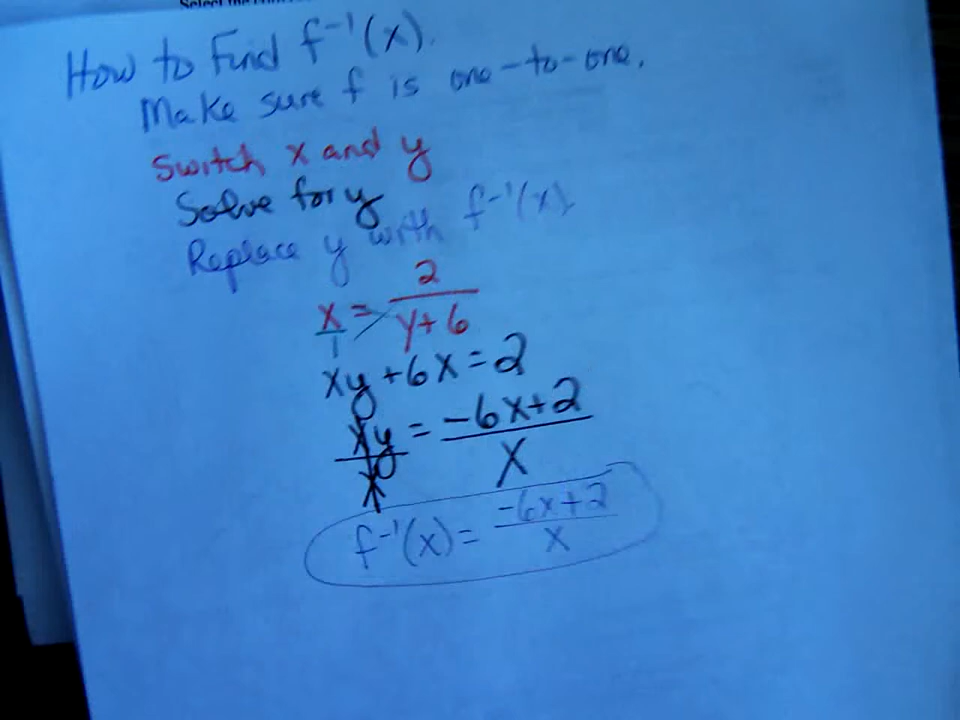 How to Find f⁻¹(x).
Make sure f is one-to-one.
Switch x and y
Solve for y
Replace y with f⁻¹(x).
x/1 = 2/(y+6)
xy+6x=2
xy/x = (-6x+2)/x
f⁻¹(x) = (-6x+2)/x